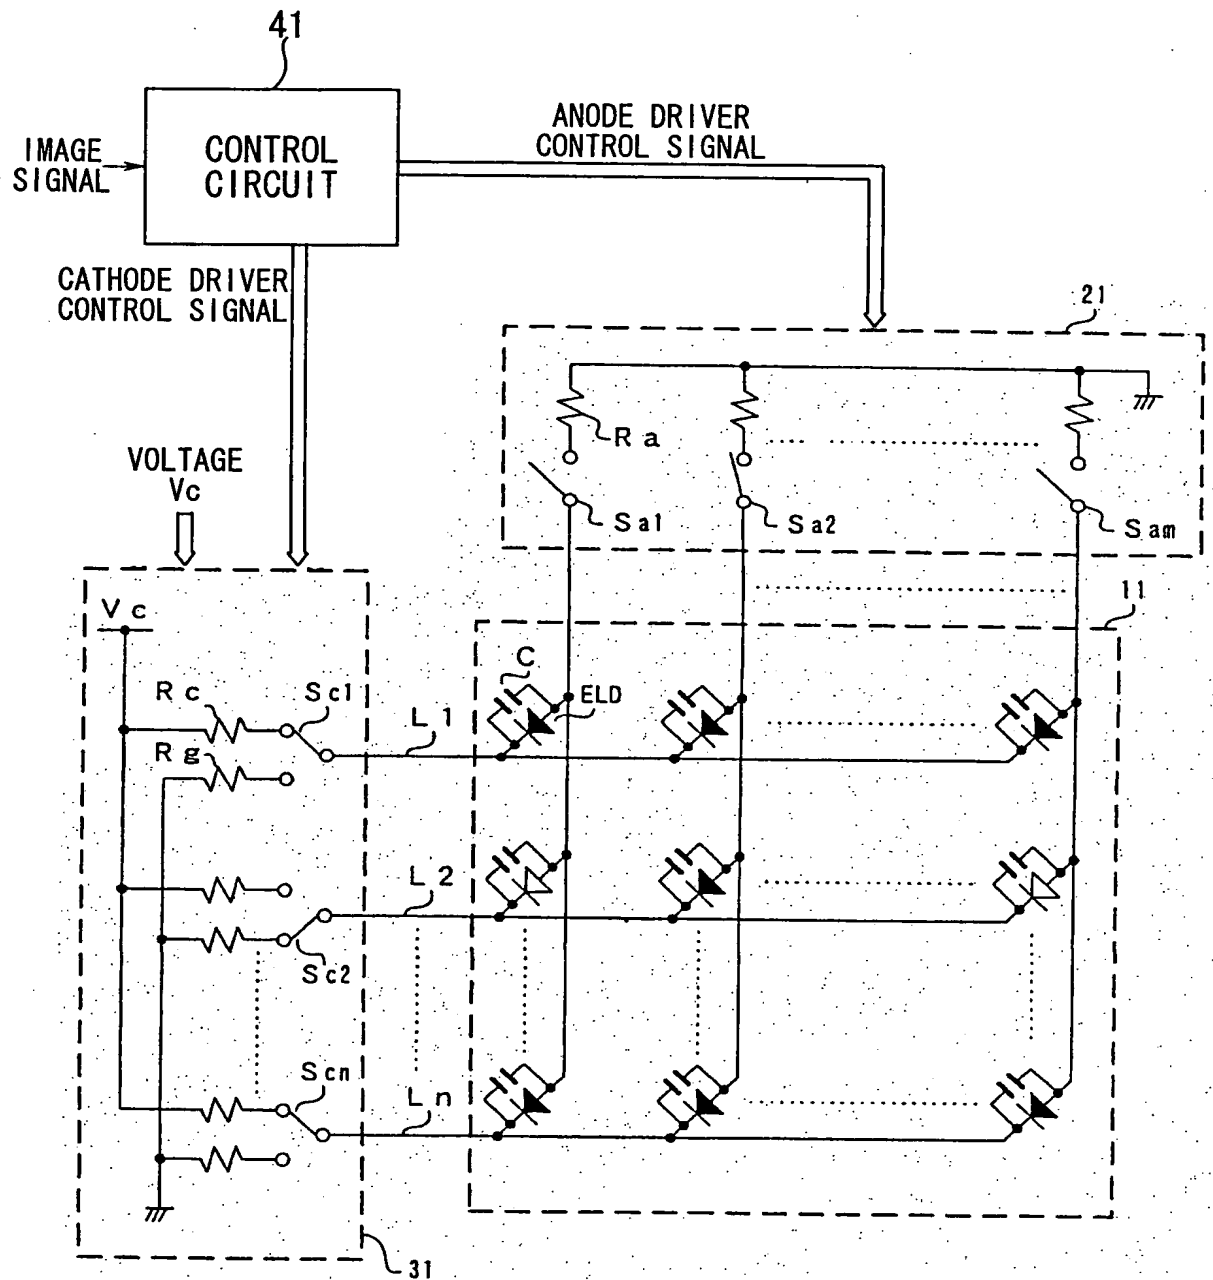 41
IMAGE
SIGNAL
CONTROL
CIRCUIT
ANODE DRIVER
CONTROL SIGNAL
CATHODE DRIVER
CONTROL SIGNAL
21
Ra
VOLTAGE
Vc
Sa1
Sa2
Sam
11
Vc
C
ELD
Rc
Sc1
L1
Rg
L2
Sc2
Scn
Ln
31